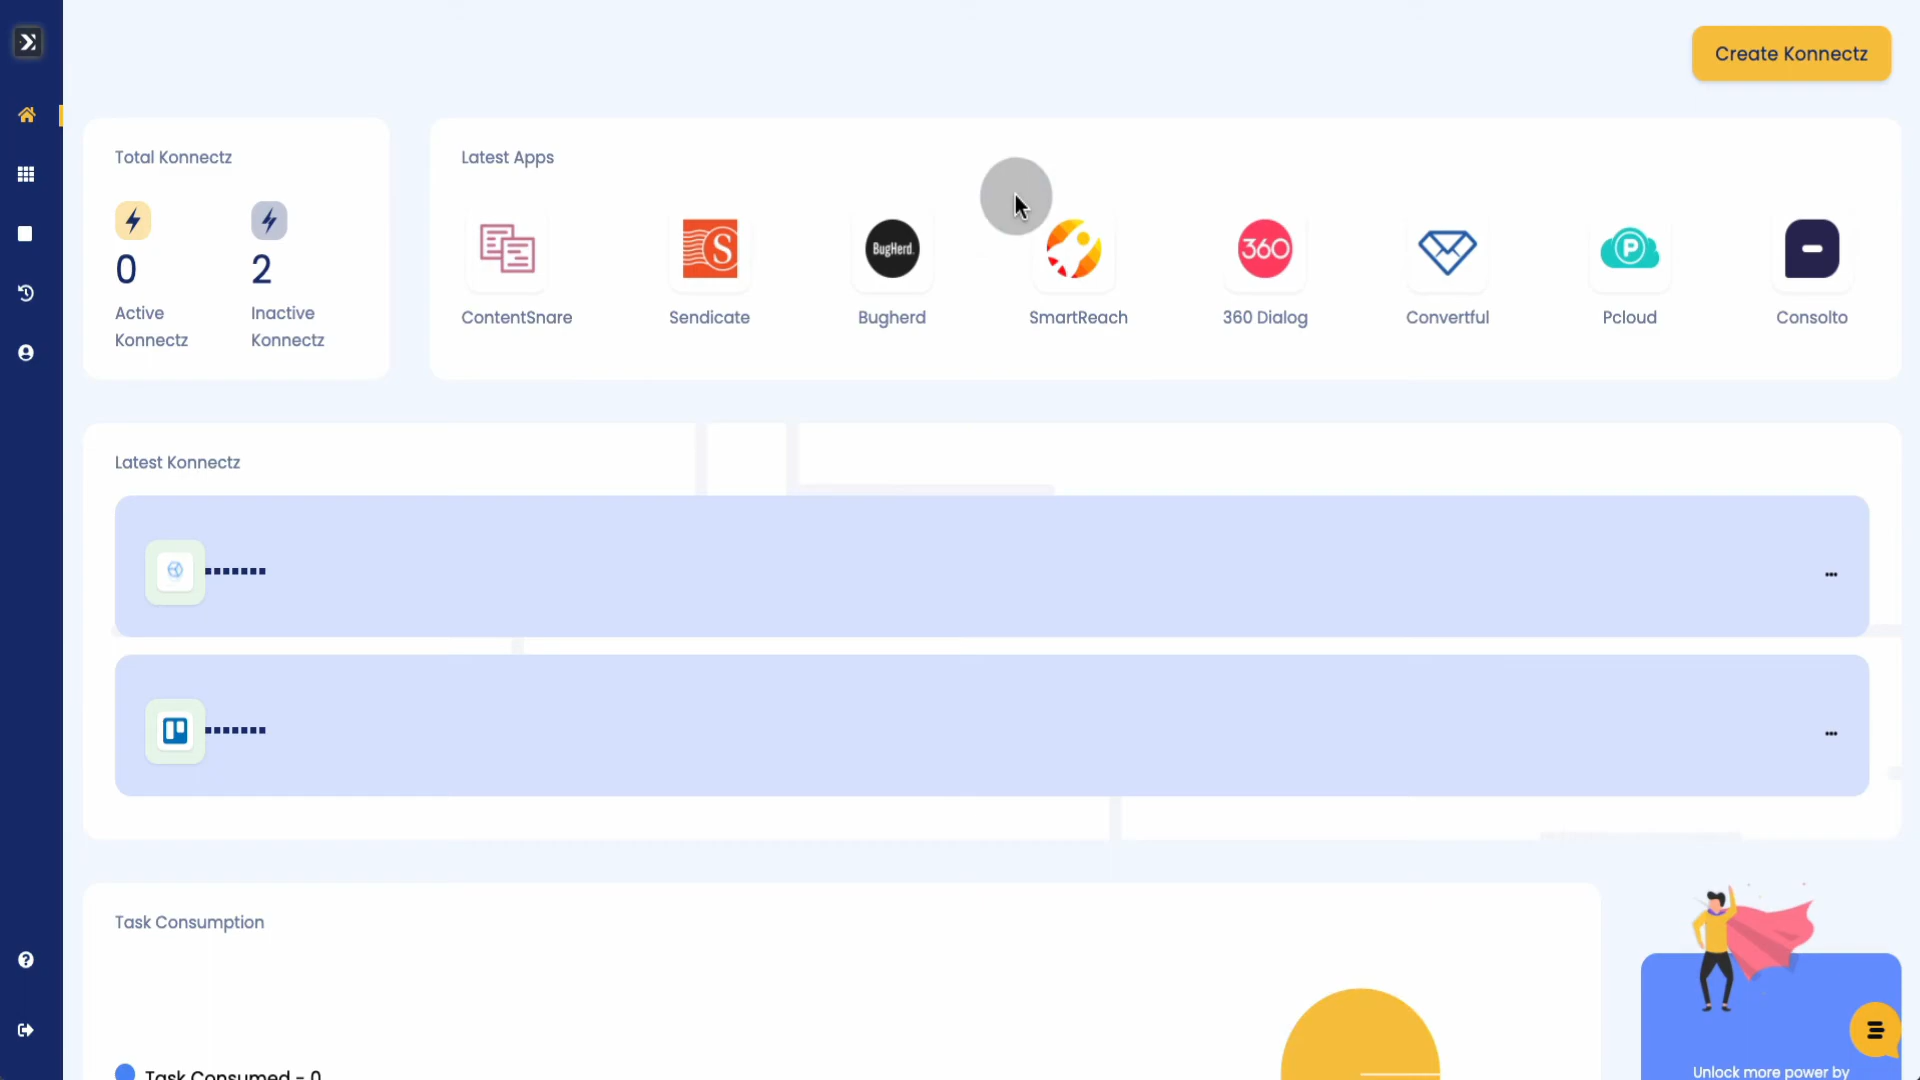 Create Konnectz
Total Konnectz
0
Active
Konnectz
2
Inactive
Konnectz
Latest Apps
ContentSnare
S
Sendicate
BugHerd.
Bugherd
SmartReach
360
360 Dialog
Convertful
P
Pcloud
Consolto
Latest Konnectz
Task Consumption
Task Consumed - 0
Unlock more power by